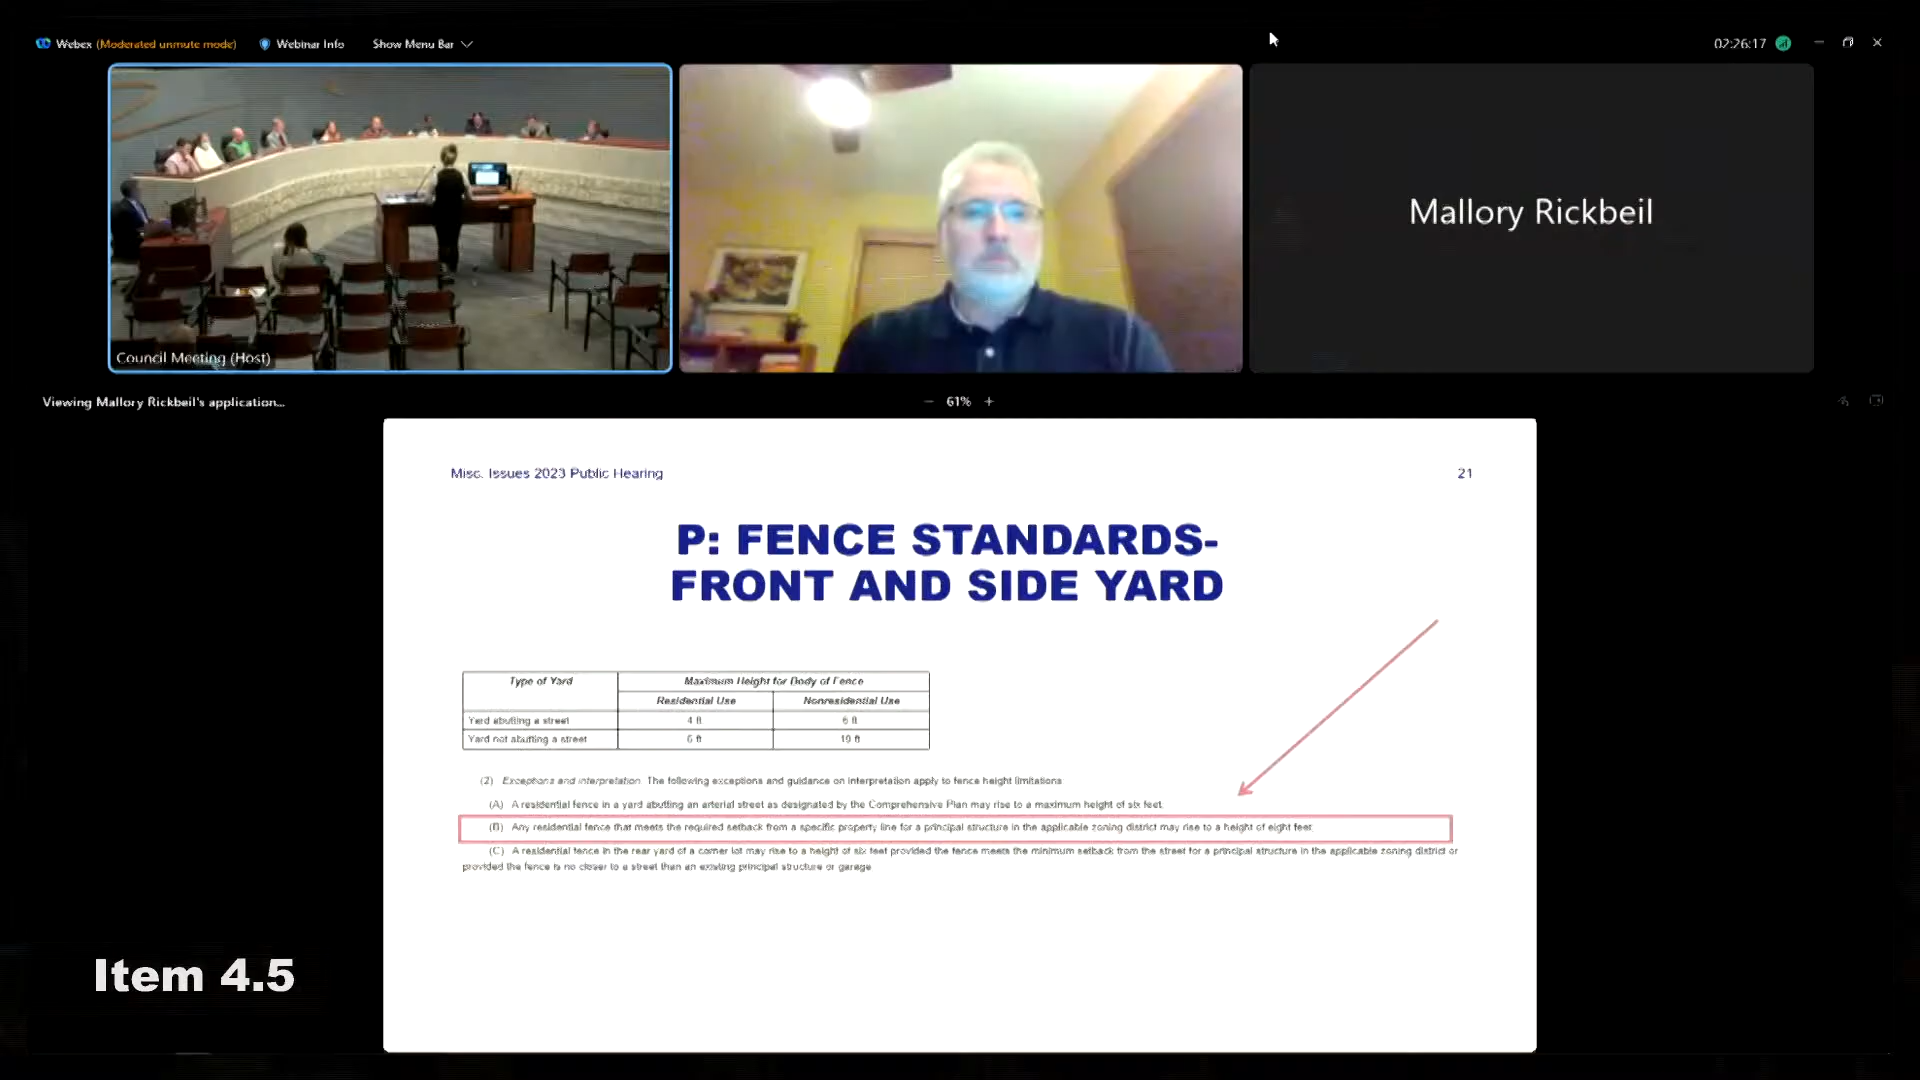 Webex (Moderated unmute mode) Webinar Info Show Menu Bar 02:26:17
Council Meeting (Host)
Mallory Rickbeil
Viewing Mallory Rickbeil's application... 61%
Misc. Issues 2023 Public Hearing 21
P: FENCE STANDARDS-
FRONT AND SIDE YARD
Type of Yard Maximum Height for Body of Fence
Residential Use Nonresidential Use
Yard abutting a street 4 ft 6 ft
Yard not abutting a street 6 ft 10 ft
(2) Exceptions and interpretation. The following exceptions and guidance on interpretation apply to fence height limitations:
(A) A residential fence in a yard abutting an arterial street as designated by the Comprehensive Plan may rise to a maximum height of six feet.
(B) Any residential fence that meets the required setback from a specific property line for a principal structure in the applicable zoning district may rise to a height of eight feet.
(C) A residential fence in the rear yard of a corner lot may rise to a height of six feet provided the fence meets the minimum setback from the street for a principal structure in the applicable zoning district or
provided the fence is no closer to a street than an existing principal structure or garage.
Item 4.5